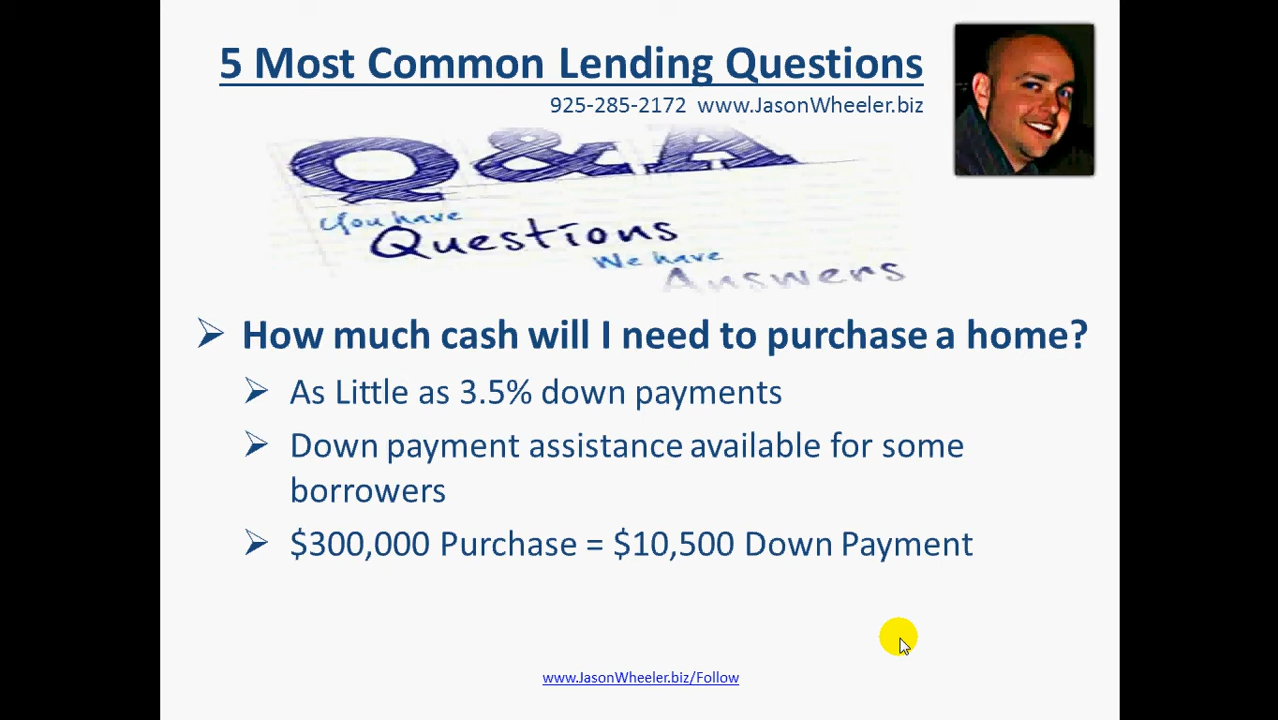 5 Most Common Lending Questions
925-285-2172 www.JasonWheeler.biz
Q & A
You have
Questions
We have
Answers
How much cash will I need to purchase a home?
As Little as 3.5% down payments
Down payment assistance available for some
borrowers
$300,000 Purchase = $10,500 Down Payment
www.JasonWheeler.biz/Follow